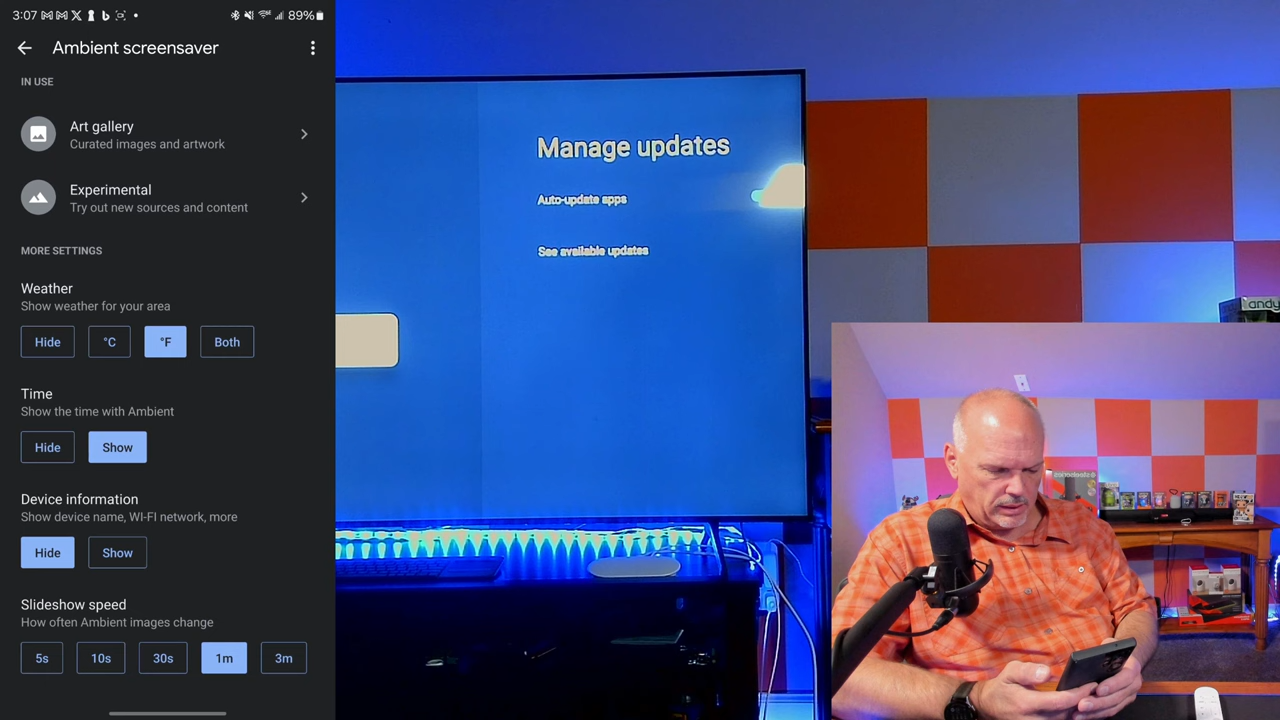 3:07
89%
Ambient screensaver
IN USE
Art gallery
Curated images and artwork
Experimental
Try out new sources and content
MORE SETTINGS
Weather
Show weather for your area
Hide °C °F Both
Time
Show the time with Ambient
Hide Show
Device information
Show device name, WI-FI network, more
Hide Show
Slideshow speed
How often Ambient images change
5s 10s 30s 1m 3m
Manage updates
Auto-update apps
See available updates
andy